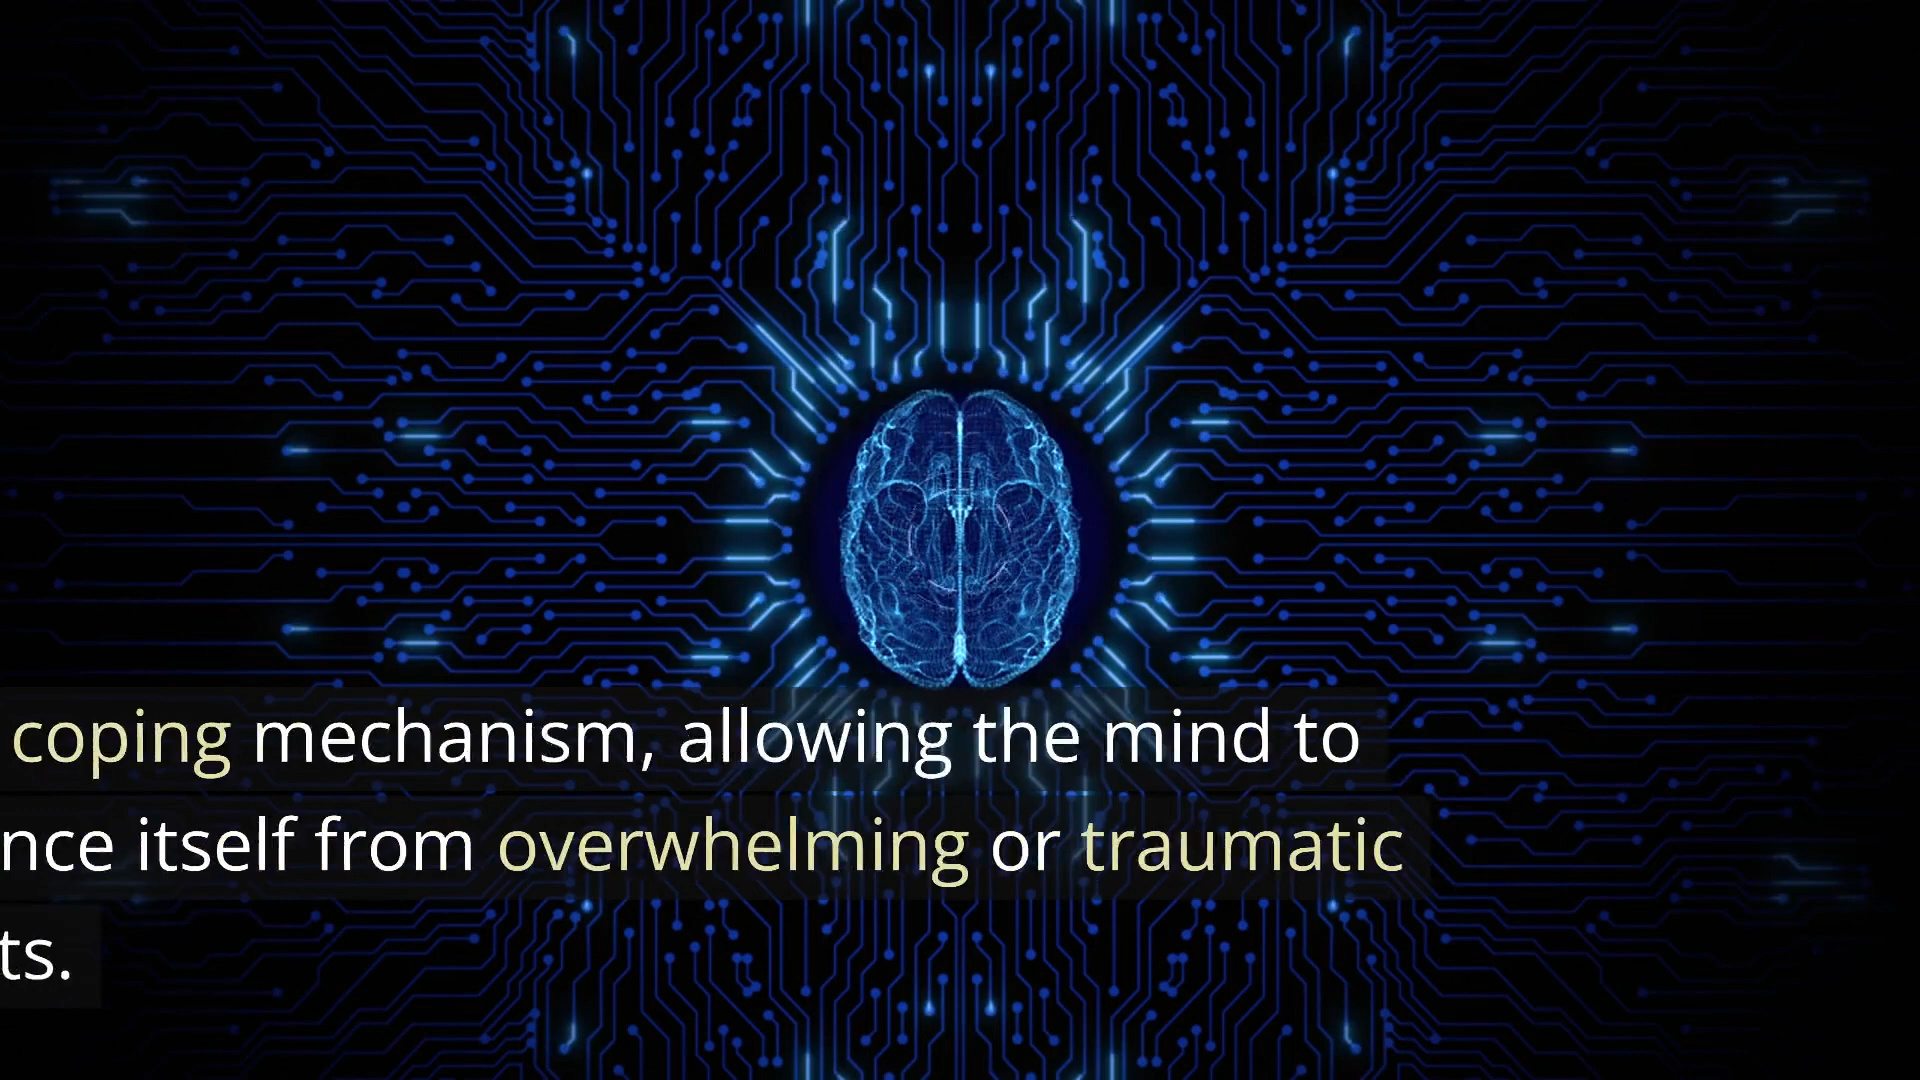 coping mechanism, allowing the mind to
nce itself from overwhelming or traumatic
ts.